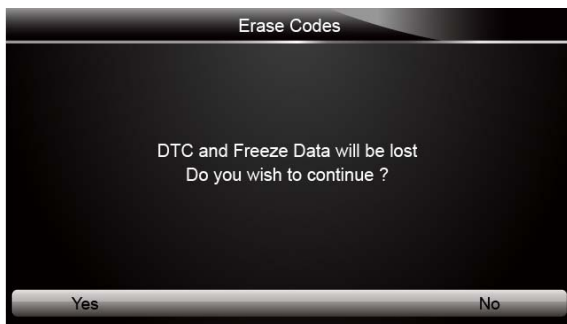 Erase Codes
DTC and Freeze Data will be lost
Do you wish to continue ?
Yes
No